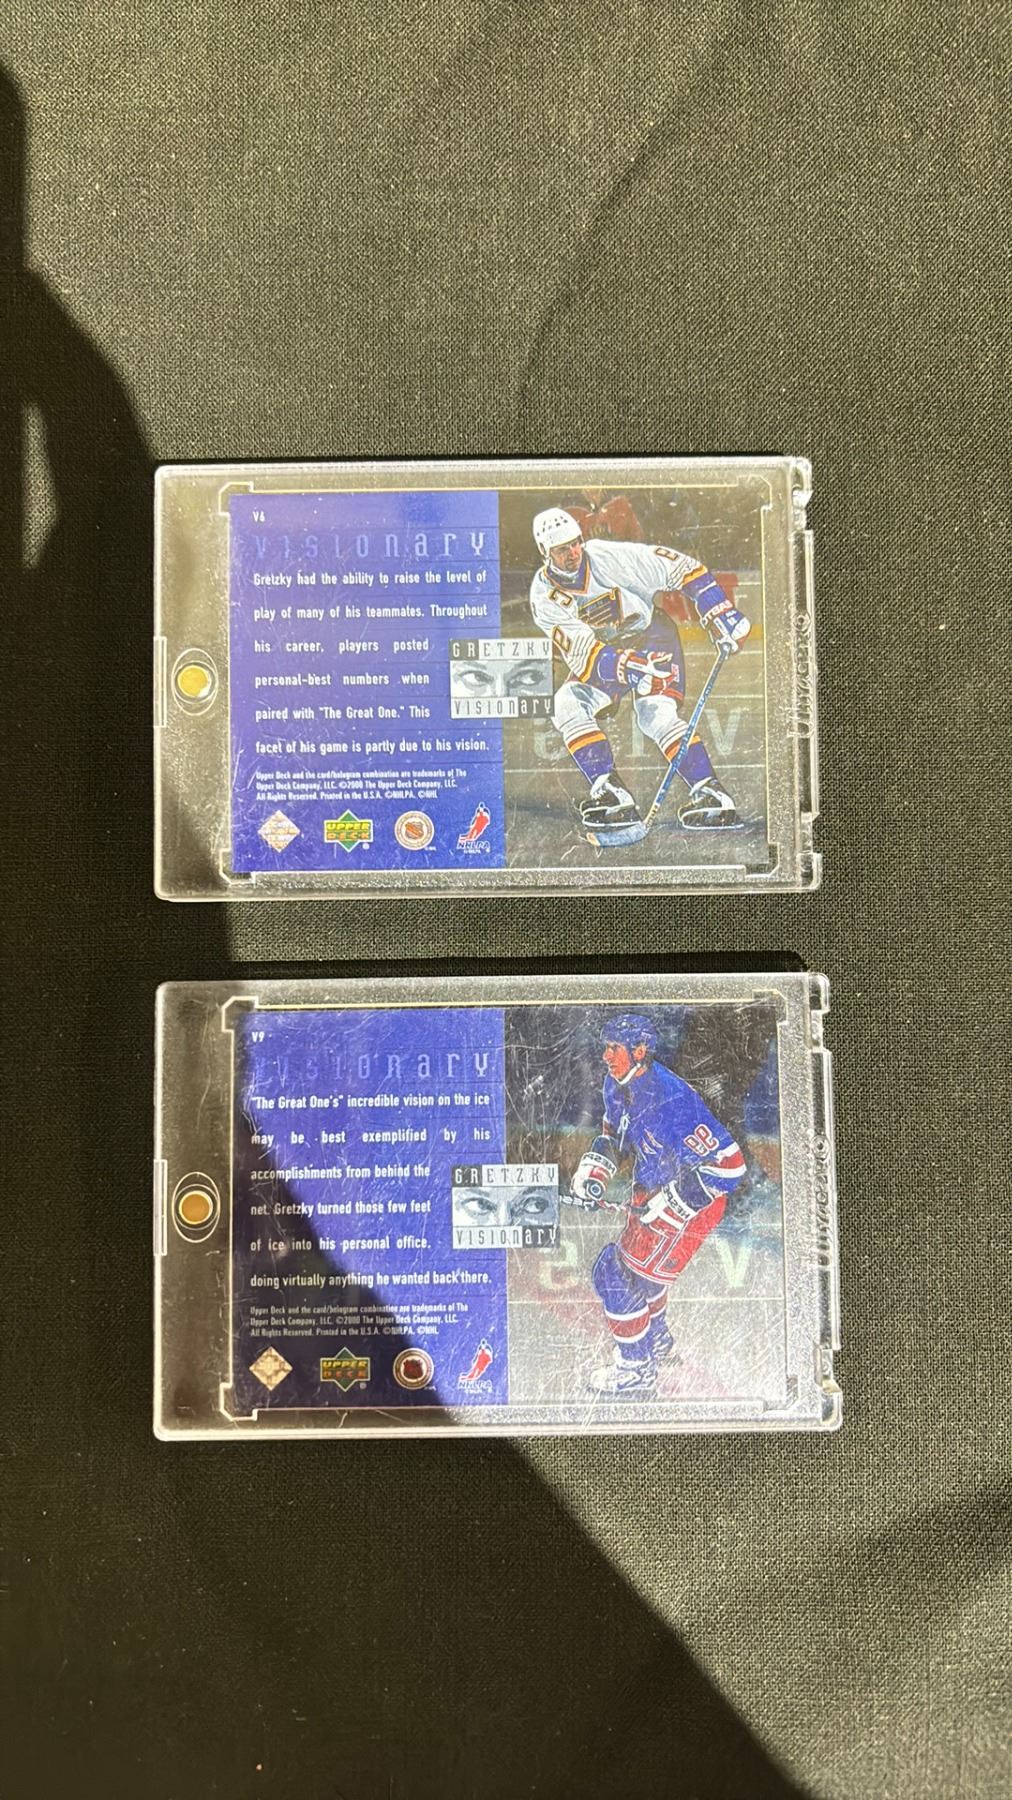 V6
VISIONARY
Gretzky had the ability to raise the level of
play of many of his teammates. Throughout
his career, players posted
personal-best numbers when
paired with "The Great One." This
facet of his game is partly due to his vision.
GRETZKY
VISIONARY
Upper Deck and the card/hologram combination are trademarks of The
Upper Deck Company, LLC. ©2000 The Upper Deck Company, LLC.
All Rights Reserved. Printed in the U.S.A. ©NHLPA. ©NHL
UPPER
DECK
NHLPA
V9
VISIONARY
"The Great One's" incredible vision on the ice
may be best exemplified by his
accomplishments from behind the
net. Gretzky turned those few feet
of ice into his personal office,
doing virtually anything he wanted back there.
GRETZKY
VISIONARY
Upper Deck and the card/hologram combination are trademarks of The
Upper Deck Company, LLC. ©2000 The Upper Deck Company, LLC.
All Rights Reserved. Printed in the U.S.A. ©NHLPA. ©NHL
UPPER
DECK
NHLPA